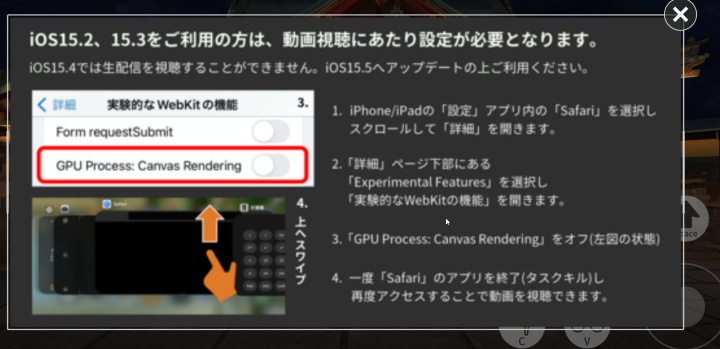 iOS15.2、15.3をご利用の方は、動画視聴にあたり設定が必要となります。
iOS15.4では生配信を視聴することができません。iOS15.5へアップデートの上ご利用ください。
詳細
実験的な WebKit の機能
3.
Form requestSubmit
GPU Process: Canvas Rendering
Safari
4.
上へスワイプ
1. iPhone/iPadの「設定」アプリ内の「Safari」を選択し
スクロールして「詳細」を開きます。
2.「詳細」ページ下部にある
「Experimental Features」を選択し
「実験的なWebKitの機能」を開きます。
3.「GPU Process: Canvas Rendering」をオフ(左図の状態)
4. 一度「Safari」のアプリを終了(タスクキル)し
再度アクセスすることで動画を視聴できます。
C
V